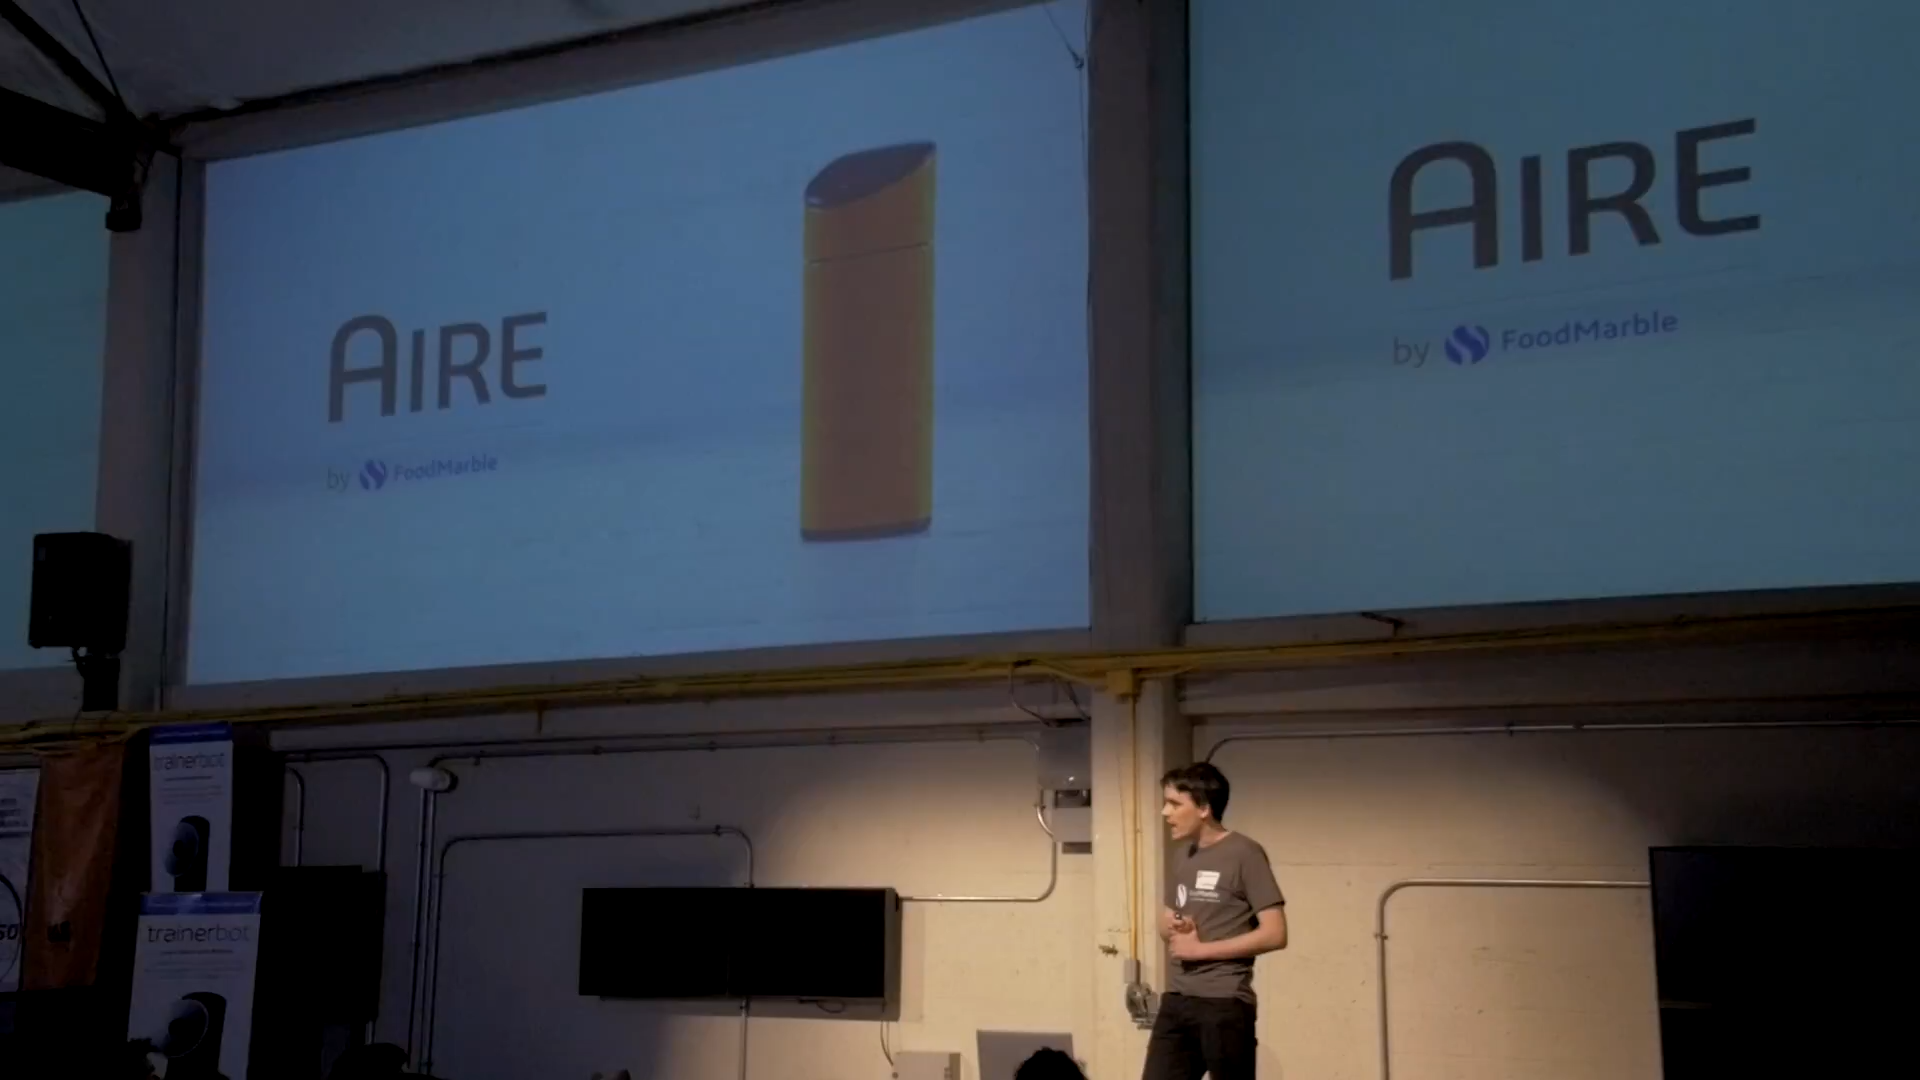 AIRE
by FoodMarble
AIRE
by FoodMarble
trainerbot
trainerbot